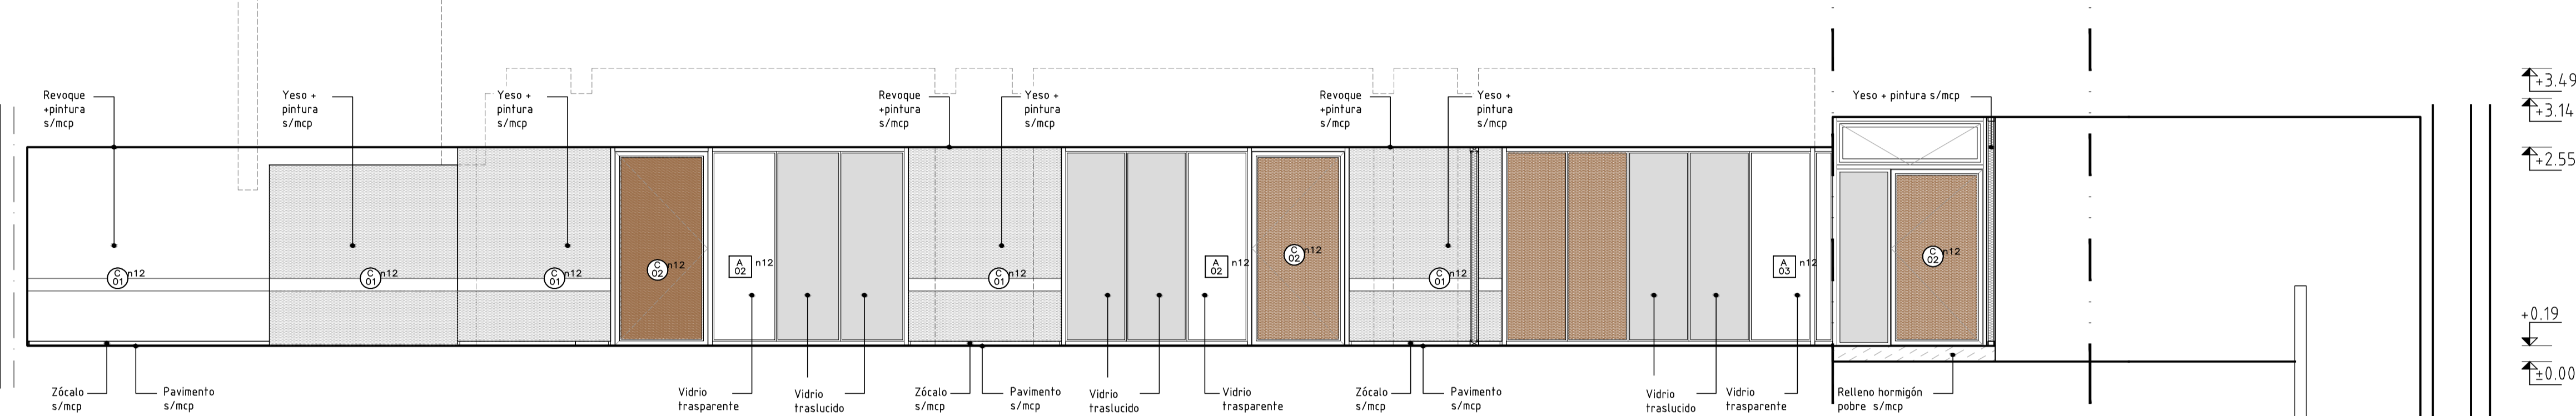 Revoque
+pintura
s/mcp
Yeso +
pintura
s/mcp
Yeso +
pintura
s/mcp
Revoque
+pintura
s/mcp
Yeso +
pintura
s/mcp
Revoque
+pintura
s/mcp
Yeso +
pintura
s/mcp
Yeso + pintura s/mcp
+3.49
+3.14
+2.55
+0.19
±0.00
C
01
n12
C
01
n12
C
01
n12
C
02
n12
A
02
n12
C
01
n12
A
02
n12
C
02
n12
C
01
n12
A
03
n12
C
02
n12
Zócalo
s/mcp
Pavimento
s/mcp
Vidrio
trasparente
Vidrio
traslucido
Zócalo
s/mcp
Pavimento
s/mcp
Vidrio
traslucido
Vidrio
trasparente
Zócalo
s/mcp
Pavimento
s/mcp
Vidrio
traslucido
Vidrio
trasparente
Relleno hormigón
pobre s/mcp